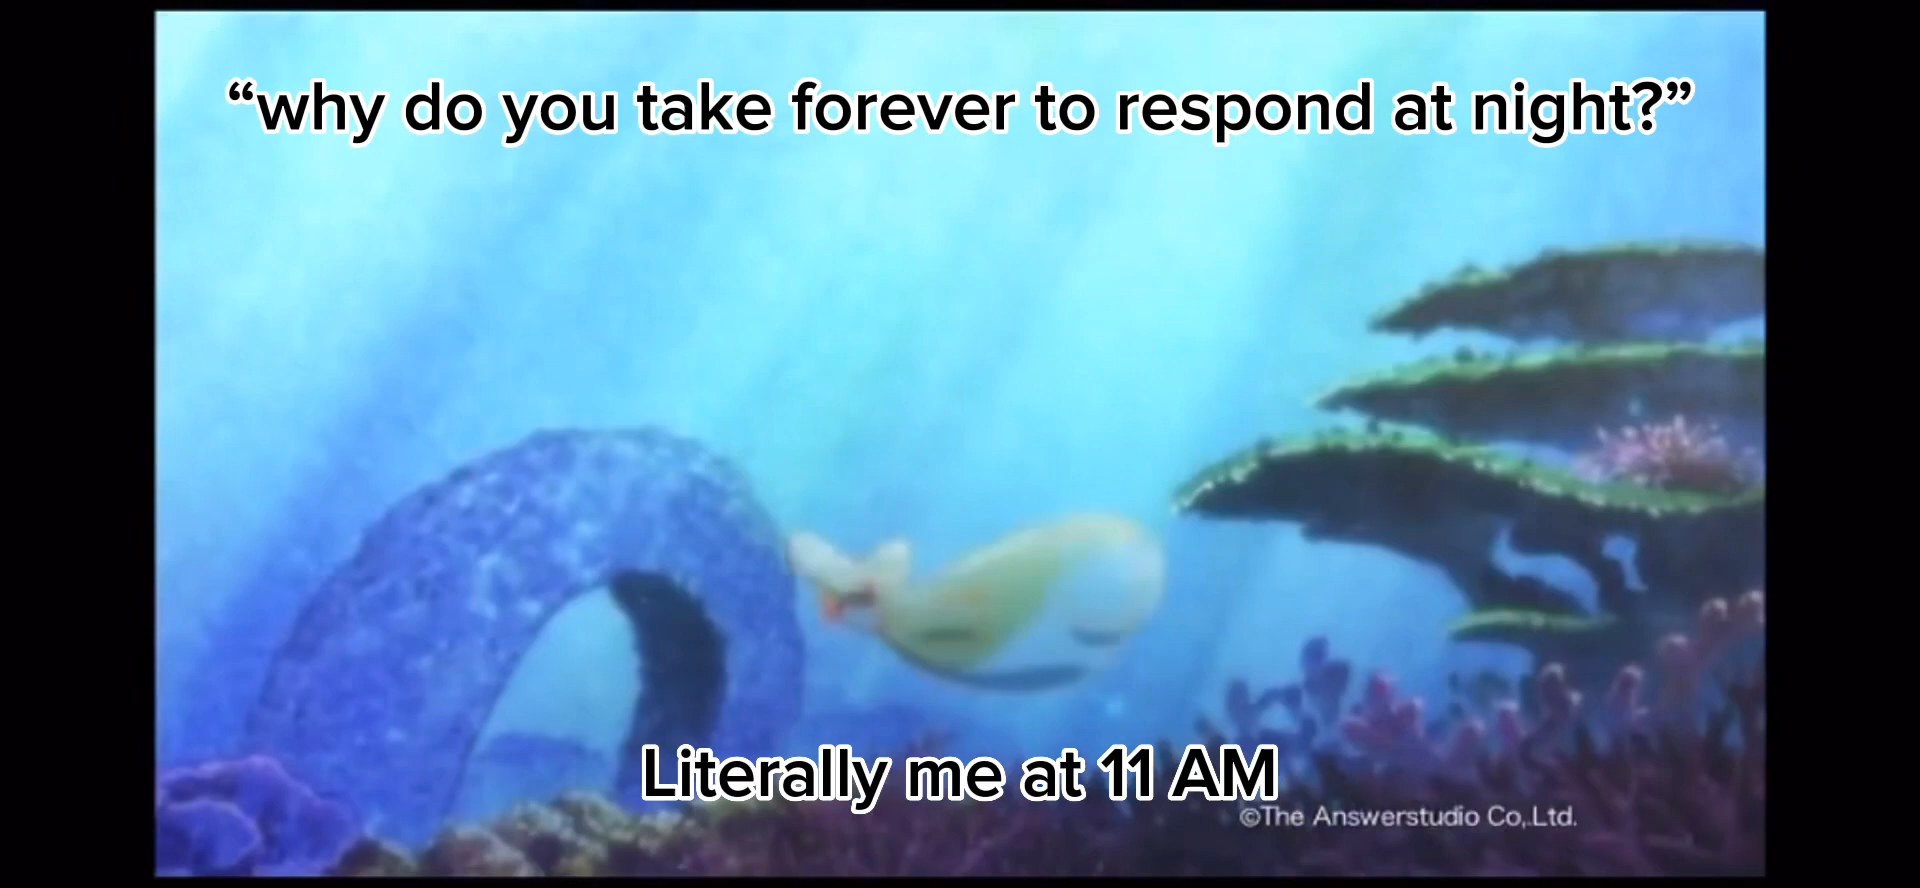 “why do you take forever to respond at night?”
Literally me at 11 AM
©The Answerstudio Co,.Ltd.